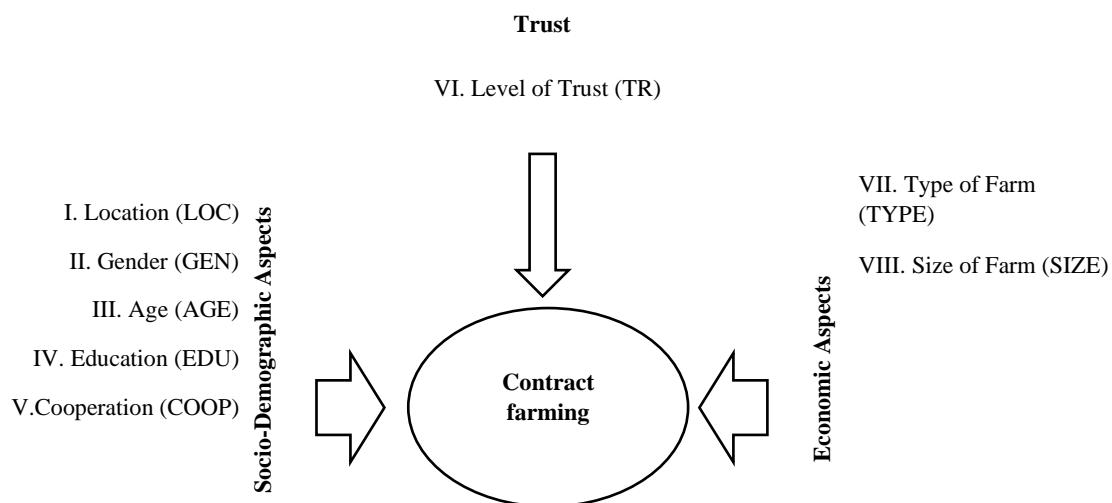 Trust
VI. Level of Trust (TR)
I. Location (LOC)
II. Gender (GEN)
III. Age (AGE)
IV. Education (EDU)
V.Cooperation (COOP)
Socio-Demographic Aspects
Contract
farming
VII. Type of Farm
(TYPE)
VIII. Size of Farm (SIZE)
Economic Aspects